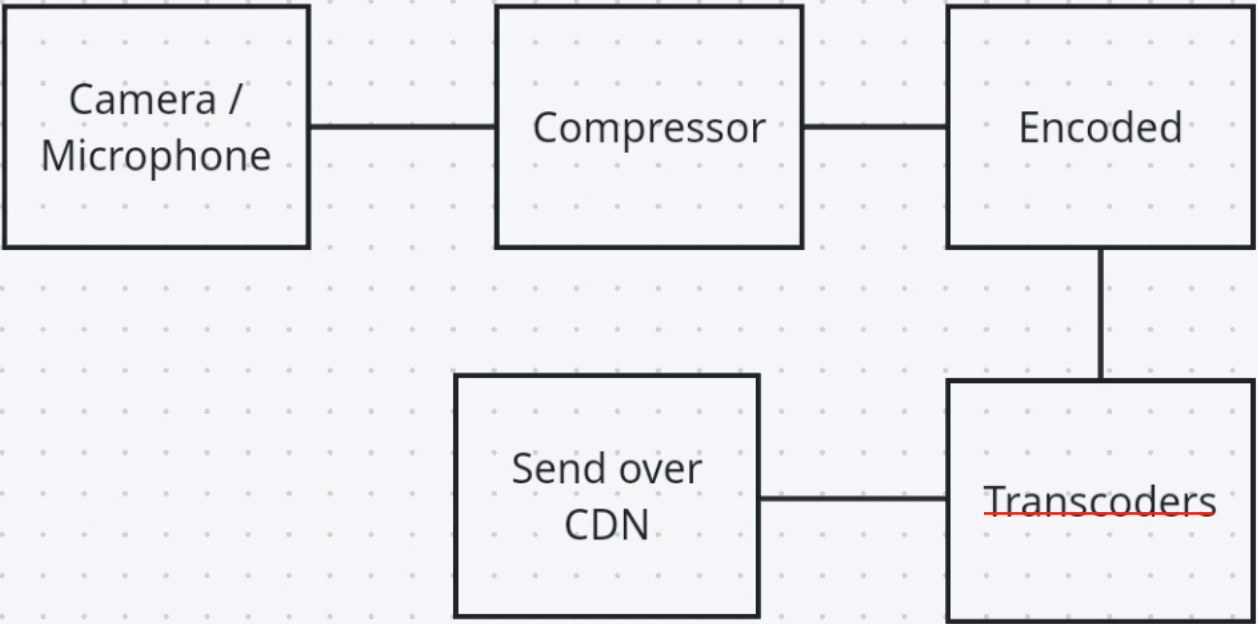 Camera /
Microphone
Compressor
Encoded
Send over
CDN
Transcoders